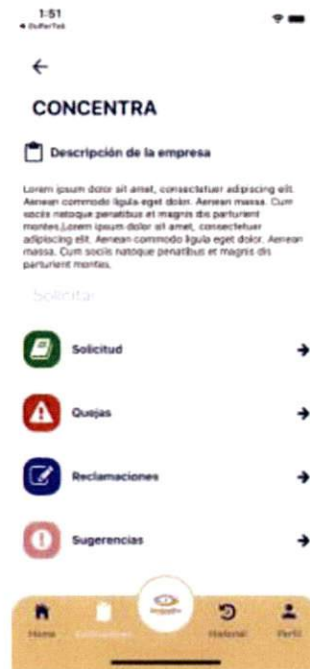 1:51
CONCENTRA
Descripción de la empresa
Lorem ipsum dolor sit amet, consectetuer adipiscing elit.
Aenean commodo ligula eget dolor. Aenean massa. Cum
sociis natoque penatibus et magnis dis parturient
montes,Lorem ipsum dolor sit amet, consectetuer
adipiscing elit. Aenean commodo ligula eget dolor. Aenean
massa. Cum sociis natoque penatibus et magnis dis
parturient montes,
Solicitar
Solicitud
Quejas
Reclamaciones
Sugerencias
Home
Historial
Perfil